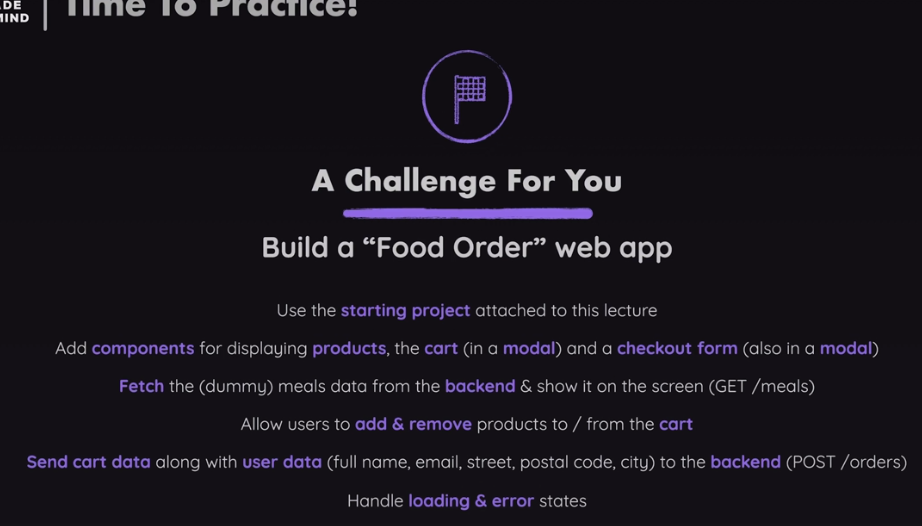 MIND
Time To Practice!
A Challenge For You
Build a “Food Order” web app
Use the starting project attached to this lecture
Add components for displaying products, the cart (in a modal) and a checkout form (also in a modal)
Fetch the (dummy) meals data from the backend & show it on the screen (GET /meals)
Allow users to add & remove products to / from the cart
Send cart data along with user data (full name, email, street, postal code, city) to the backend (POST /orders)
Handle loading & error states